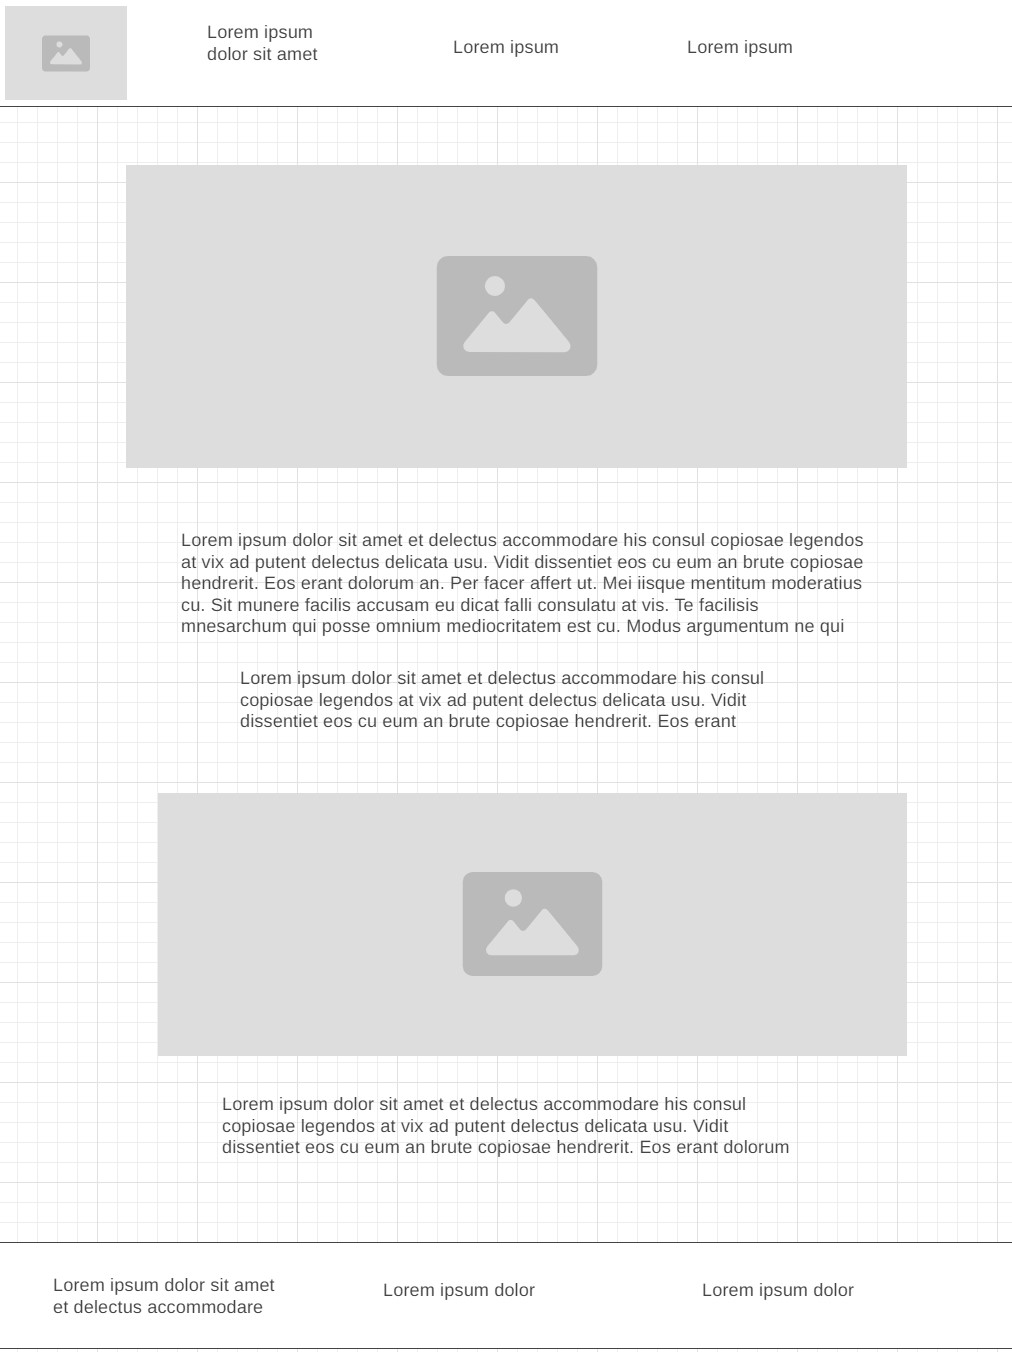 Lorem ipsum
dolor sit amet
Lorem ipsum
Lorem ipsum
Lorem ipsum dolor sit amet et delectus accommodare his consul copiosae legendos
at vix ad putent delectus delicata usu. Vidit dissentiet eos cu eum an brute copiosae
hendrerit. Eos erant dolorum an. Per facer affert ut. Mei iisque mentitum moderatius
cu. Sit munere facilis accusam eu dicat falli consulatu at vis. Te facilisis
mnesarchum qui posse omnium mediocritatem est cu. Modus argumentum ne qui
Lorem ipsum dolor sit amet et delectus accommodare his consul
copiosae legendos at vix ad putent delectus delicata usu. Vidit
dissentiet eos cu eum an brute copiosae hendrerit. Eos erant
Lorem ipsum dolor sit amet et delectus accommodare his consul
copiosae legendos at vix ad putent delectus delicata usu. Vidit
dissentiet eos cu eum an brute copiosae hendrerit. Eos erant dolorum
Lorem ipsum dolor sit amet
et delectus accommodare
Lorem ipsum dolor
Lorem ipsum dolor